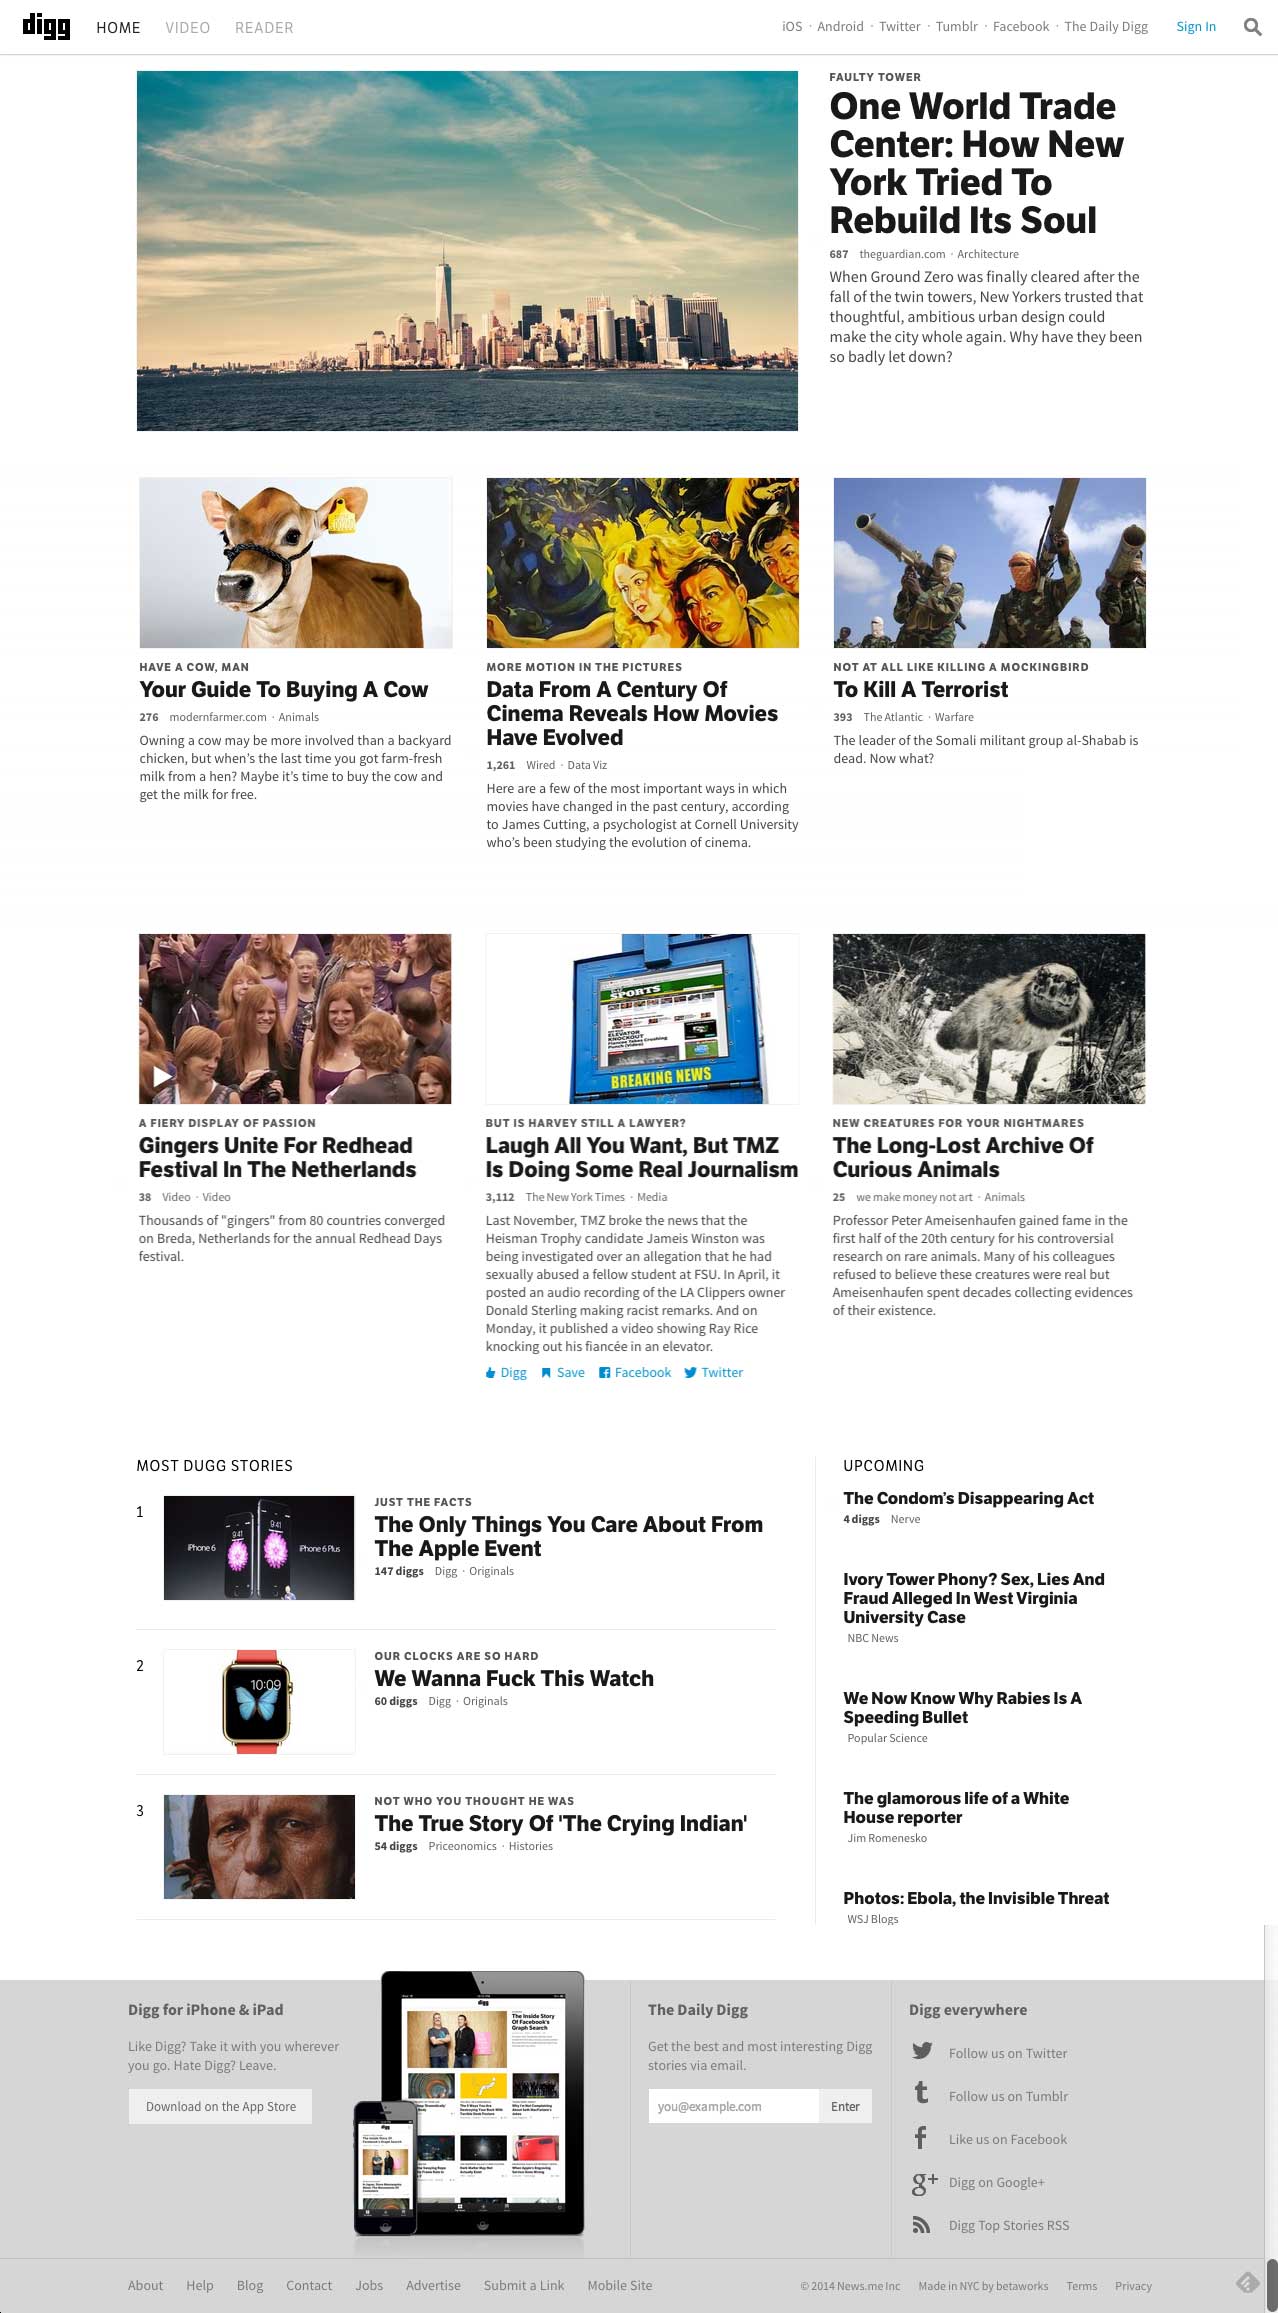 digg HOME VIDEO READER
iOS · Android · Twitter · Tumblr · Facebook · The Daily Digg Sign In
FAULTY TOWER
One World Trade
Center: How New
York Tried To
Rebuild Its Soul
687 theguardian.com · Architecture
When Ground Zero was finally cleared after the
fall of the twin towers, New Yorkers trusted that
thoughtful, ambitious urban design could
make the city whole again. Why have they been
so badly let down?
HAVE A COW, MAN
Your Guide To Buying A Cow
276 modernfarmer.com · Animals
Owning a cow may be more involved than a backyard
chicken, but when's the last time you got farm-fresh
milk from a hen? Maybe it's time to buy the cow and
get the milk for free.
MORE MOTION IN THE PICTURES
Data From A Century Of
Cinema Reveals How Movies
Have Evolved
1,261 Wired · Data Viz
Here are a few of the most important ways in which
movies have changed in the past century, according
to James Cutting, a psychologist at Cornell University
who's been studying the evolution of cinema.
NOT AT ALL LIKE KILLING A MOCKINGBIRD
To Kill A Terrorist
393 The Atlantic · Warfare
The leader of the Somali militant group al-Shabab is
dead. Now what?
A FIERY DISPLAY OF PASSION
Gingers Unite For Redhead
Festival In The Netherlands
38 Video · Video
Thousands of "gingers" from 80 countries converged
on Breda, Netherlands for the annual Redhead Days
festival.
SPORTS
ELEVATOR
KNOCKOUT
BREAKING NEWS
BUT IS HARVEY STILL A LAWYER?
Laugh All You Want, But TMZ
Is Doing Some Real Journalism
3,112 The New York Times · Media
Last November, TMZ broke the news that the
Heisman Trophy candidate Jameis Winston was
being investigated over an allegation that he had
sexually abused a fellow student at FSU. In April, it
posted an audio recording of the LA Clippers owner
Donald Sterling making racist remarks. And on
Monday, it published a video showing Ray Rice
knocking out his fiancée in an elevator.
Digg Save Facebook Twitter
NEW CREATURES FOR YOUR NIGHTMARES
The Long-Lost Archive Of
Curious Animals
25 we make money not art · Animals
Professor Peter Ameisenhaufen gained fame in the
first half of the 20th century for his controversial
research on rare animals. Many of his colleagues
refused to believe these creatures were real but
Ameisenhaufen spent decades collecting evidences
of their existence.
MOST DUGG STORIES
1
iPhone 6
9:41
9:41
iPhone 6 Plus
JUST THE FACTS
The Only Things You Care About From
The Apple Event
147 diggs Digg · Originals
2
10:09
OUR CLOCKS ARE SO HARD
We Wanna Fuck This Watch
60 diggs Digg · Originals
3
NOT WHO YOU THOUGHT HE WAS
The True Story Of 'The Crying Indian'
54 diggs Priceonomics · Histories
UPCOMING
The Condom's Disappearing Act
4 diggs Nerve
Ivory Tower Phony? Sex, Lies And
Fraud Alleged In West Virginia
University Case
NBC News
We Now Know Why Rabies Is A
Speeding Bullet
Popular Science
The glamorous life of a White
House reporter
Jim Romenesko
Photos: Ebola, the Invisible Threat
WSJ Blogs
Digg for iPhone & iPad
Like Digg? Take it with you wherever
you go. Hate Digg? Leave.
Download on the App Store
digg
The Inside Story
Of Facebook's
Graph Search
The Daily Digg
Get the best and most interesting Digg
stories via email.
you@example.com Enter
Digg everywhere
Follow us on Twitter
Follow us on Tumblr
Like us on Facebook
Digg on Google+
Digg Top Stories RSS
About Help Blog Contact Jobs Advertise Submit a Link Mobile Site
© 2014 News.me Inc Made in NYC by betaworks Terms Privacy